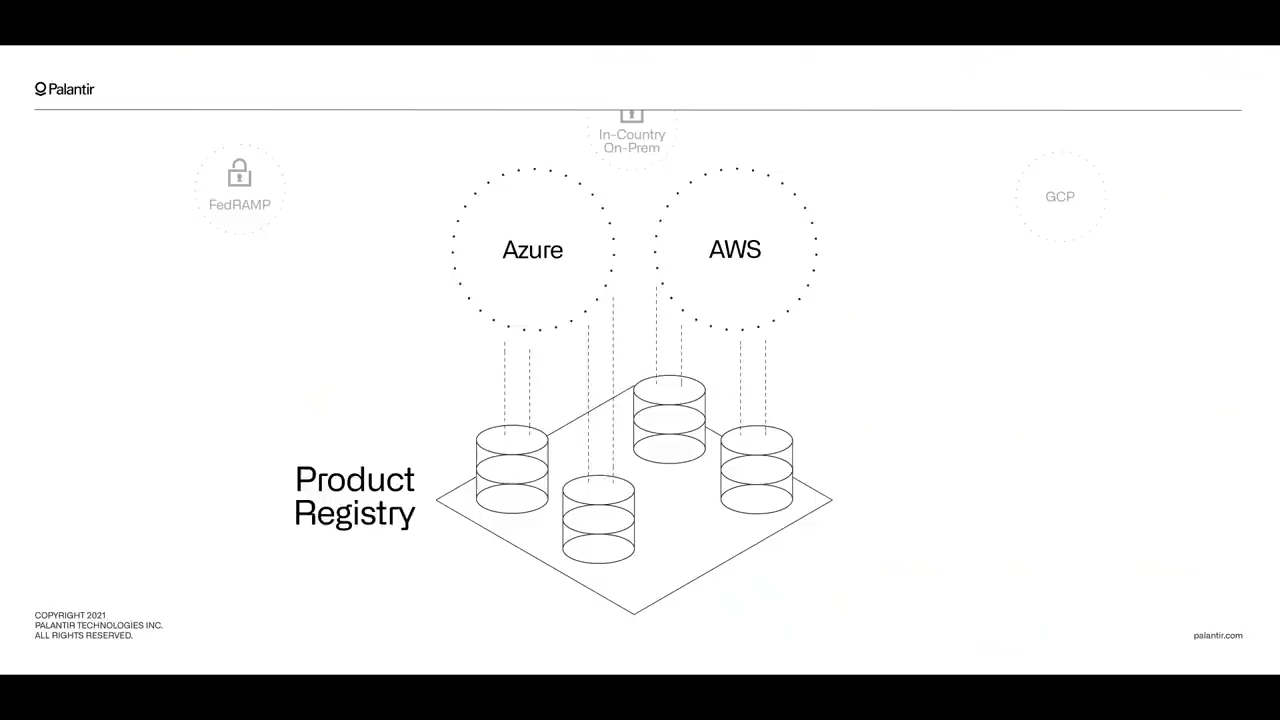 Palantir
In-Country
On-Prem
FedRAMP
GCP
Azure
AWS
Product
Registry
COPYRIGHT 2021
PALANTIR TECHNOLOGIES INC.
ALL RIGHTS RESERVED.
palantir.com